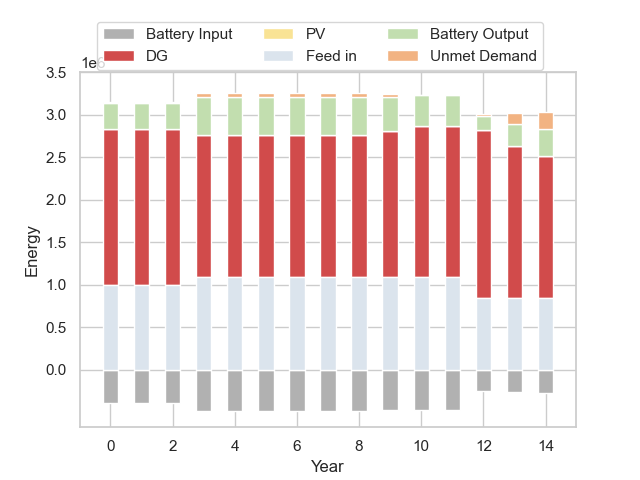 Battery Input PV Battery Output
DG Feed in Unmet Demand
1e6
3.5
3.0
2.5
2.0
1.5
1.0
0.5
0.0
Energy
0 2 4 6 8 10 12 14
Year